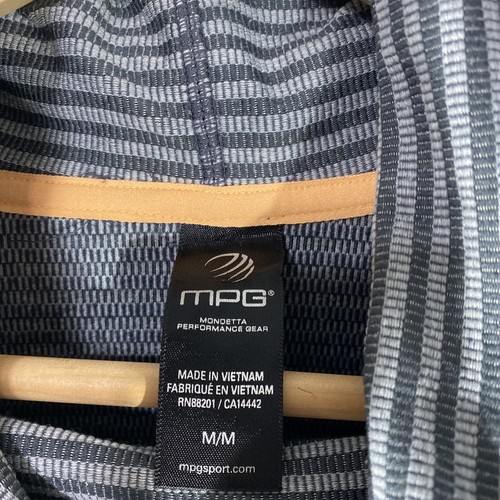 MPG®
MONDETTA
PERFORMANCE GEAR
MADE IN VIETNAM
FABRIQUÉ EN VIETNAM
RN88201 / CA14442
M/M
mpgsport.com